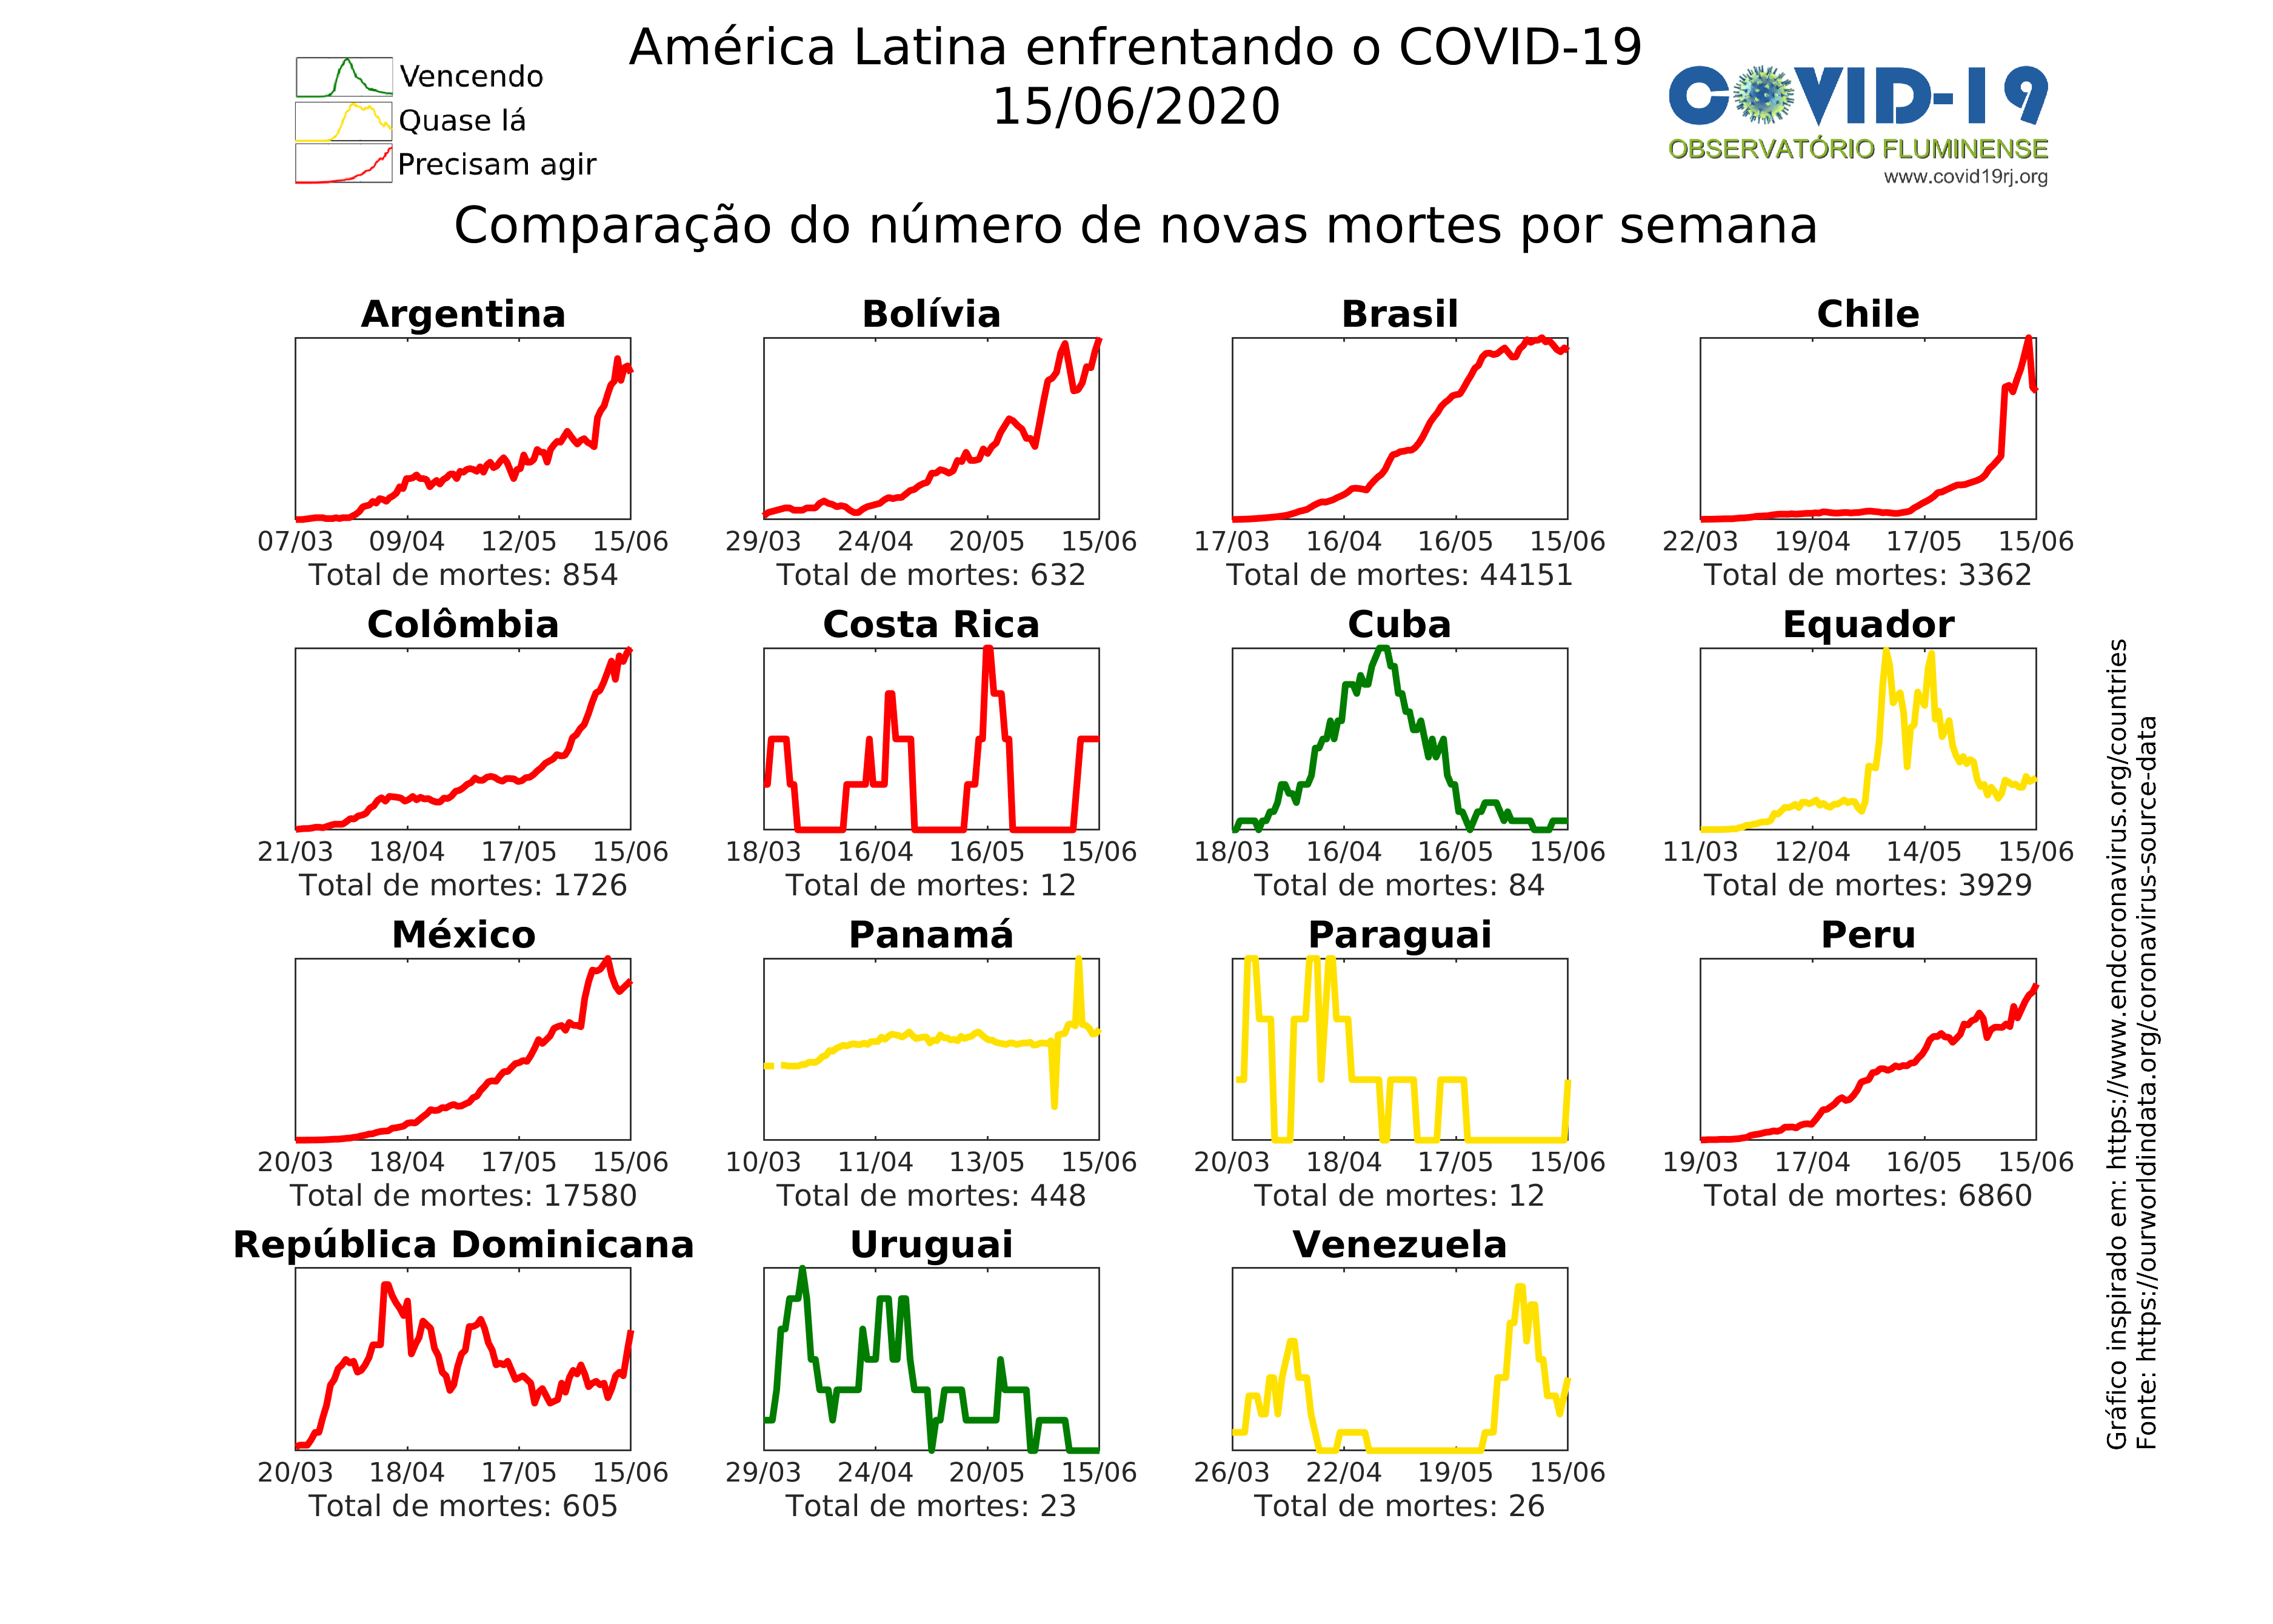 América Latina enfrentando o COVID-19
15/06/2020
Vencendo
Quase lá
Precisam agir
COVID-19
OBSERVATÓRIO FLUMINENSE
www.covid19rj.org
Comparação do número de novas mortes por semana
Argentina
07/03 09/04 12/05 15/06
Total de mortes: 854
Bolívia
29/03 24/04 20/05 15/06
Total de mortes: 632
Brasil
17/03 16/04 16/05 15/06
Total de mortes: 44151
Chile
22/03 19/04 17/05 15/06
Total de mortes: 3362
Colômbia
21/03 18/04 17/05 15/06
Total de mortes: 1726
Costa Rica
18/03 16/04 16/05 15/06
Total de mortes: 12
Cuba
18/03 16/04 16/05 15/06
Total de mortes: 84
Equador
11/03 12/04 14/05 15/06
Total de mortes: 3929
México
20/03 18/04 17/05 15/06
Total de mortes: 17580
Panamá
10/03 11/04 13/05 15/06
Total de mortes: 448
Paraguai
20/03 18/04 17/05 15/06
Total de mortes: 12
Peru
19/03 17/04 16/05 15/06
Total de mortes: 6860
República Dominicana
20/03 18/04 17/05 15/06
Total de mortes: 605
Uruguai
29/03 24/04 20/05 15/06
Total de mortes: 23
Venezuela
26/03 22/04 19/05 15/06
Total de mortes: 26
Gráfico inspirado em: https://www.endcoronavirus.org/countries
Fonte: https://ourworldindata.org/coronavirus-source-data